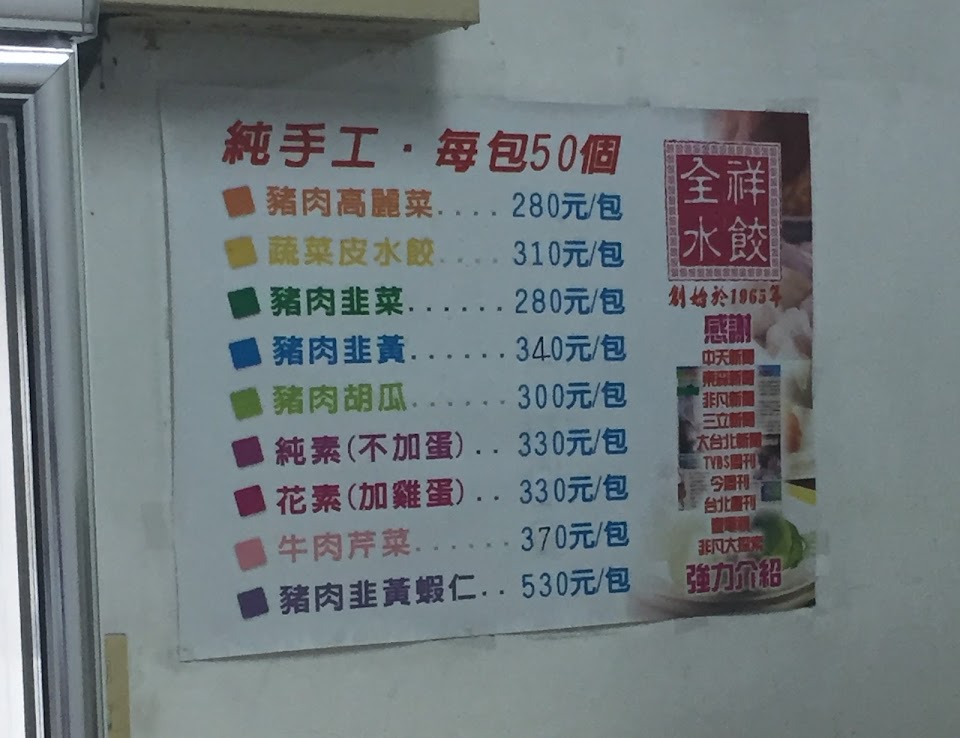 純手工・每包50個
豬肉高麗菜.... 280元/包
蔬菜皮水餃.... 310元/包
豬肉韭菜...... 280元/包
豬肉韭黃...... 340元/包
豬肉胡瓜...... 300元/包
純素(不加蛋).. 330元/包
花素(加雞蛋).. 330元/包
牛肉芹菜...... 370元/包
豬肉韭黃蝦仁.. 530元/包
全祥
水餃
創始於1965年
感謝
中天新聞
東森新聞
非凡新聞
三立新聞
大台北新聞
TVBS周刊
今周刊
台北畫刊
非凡大探索
強力介紹